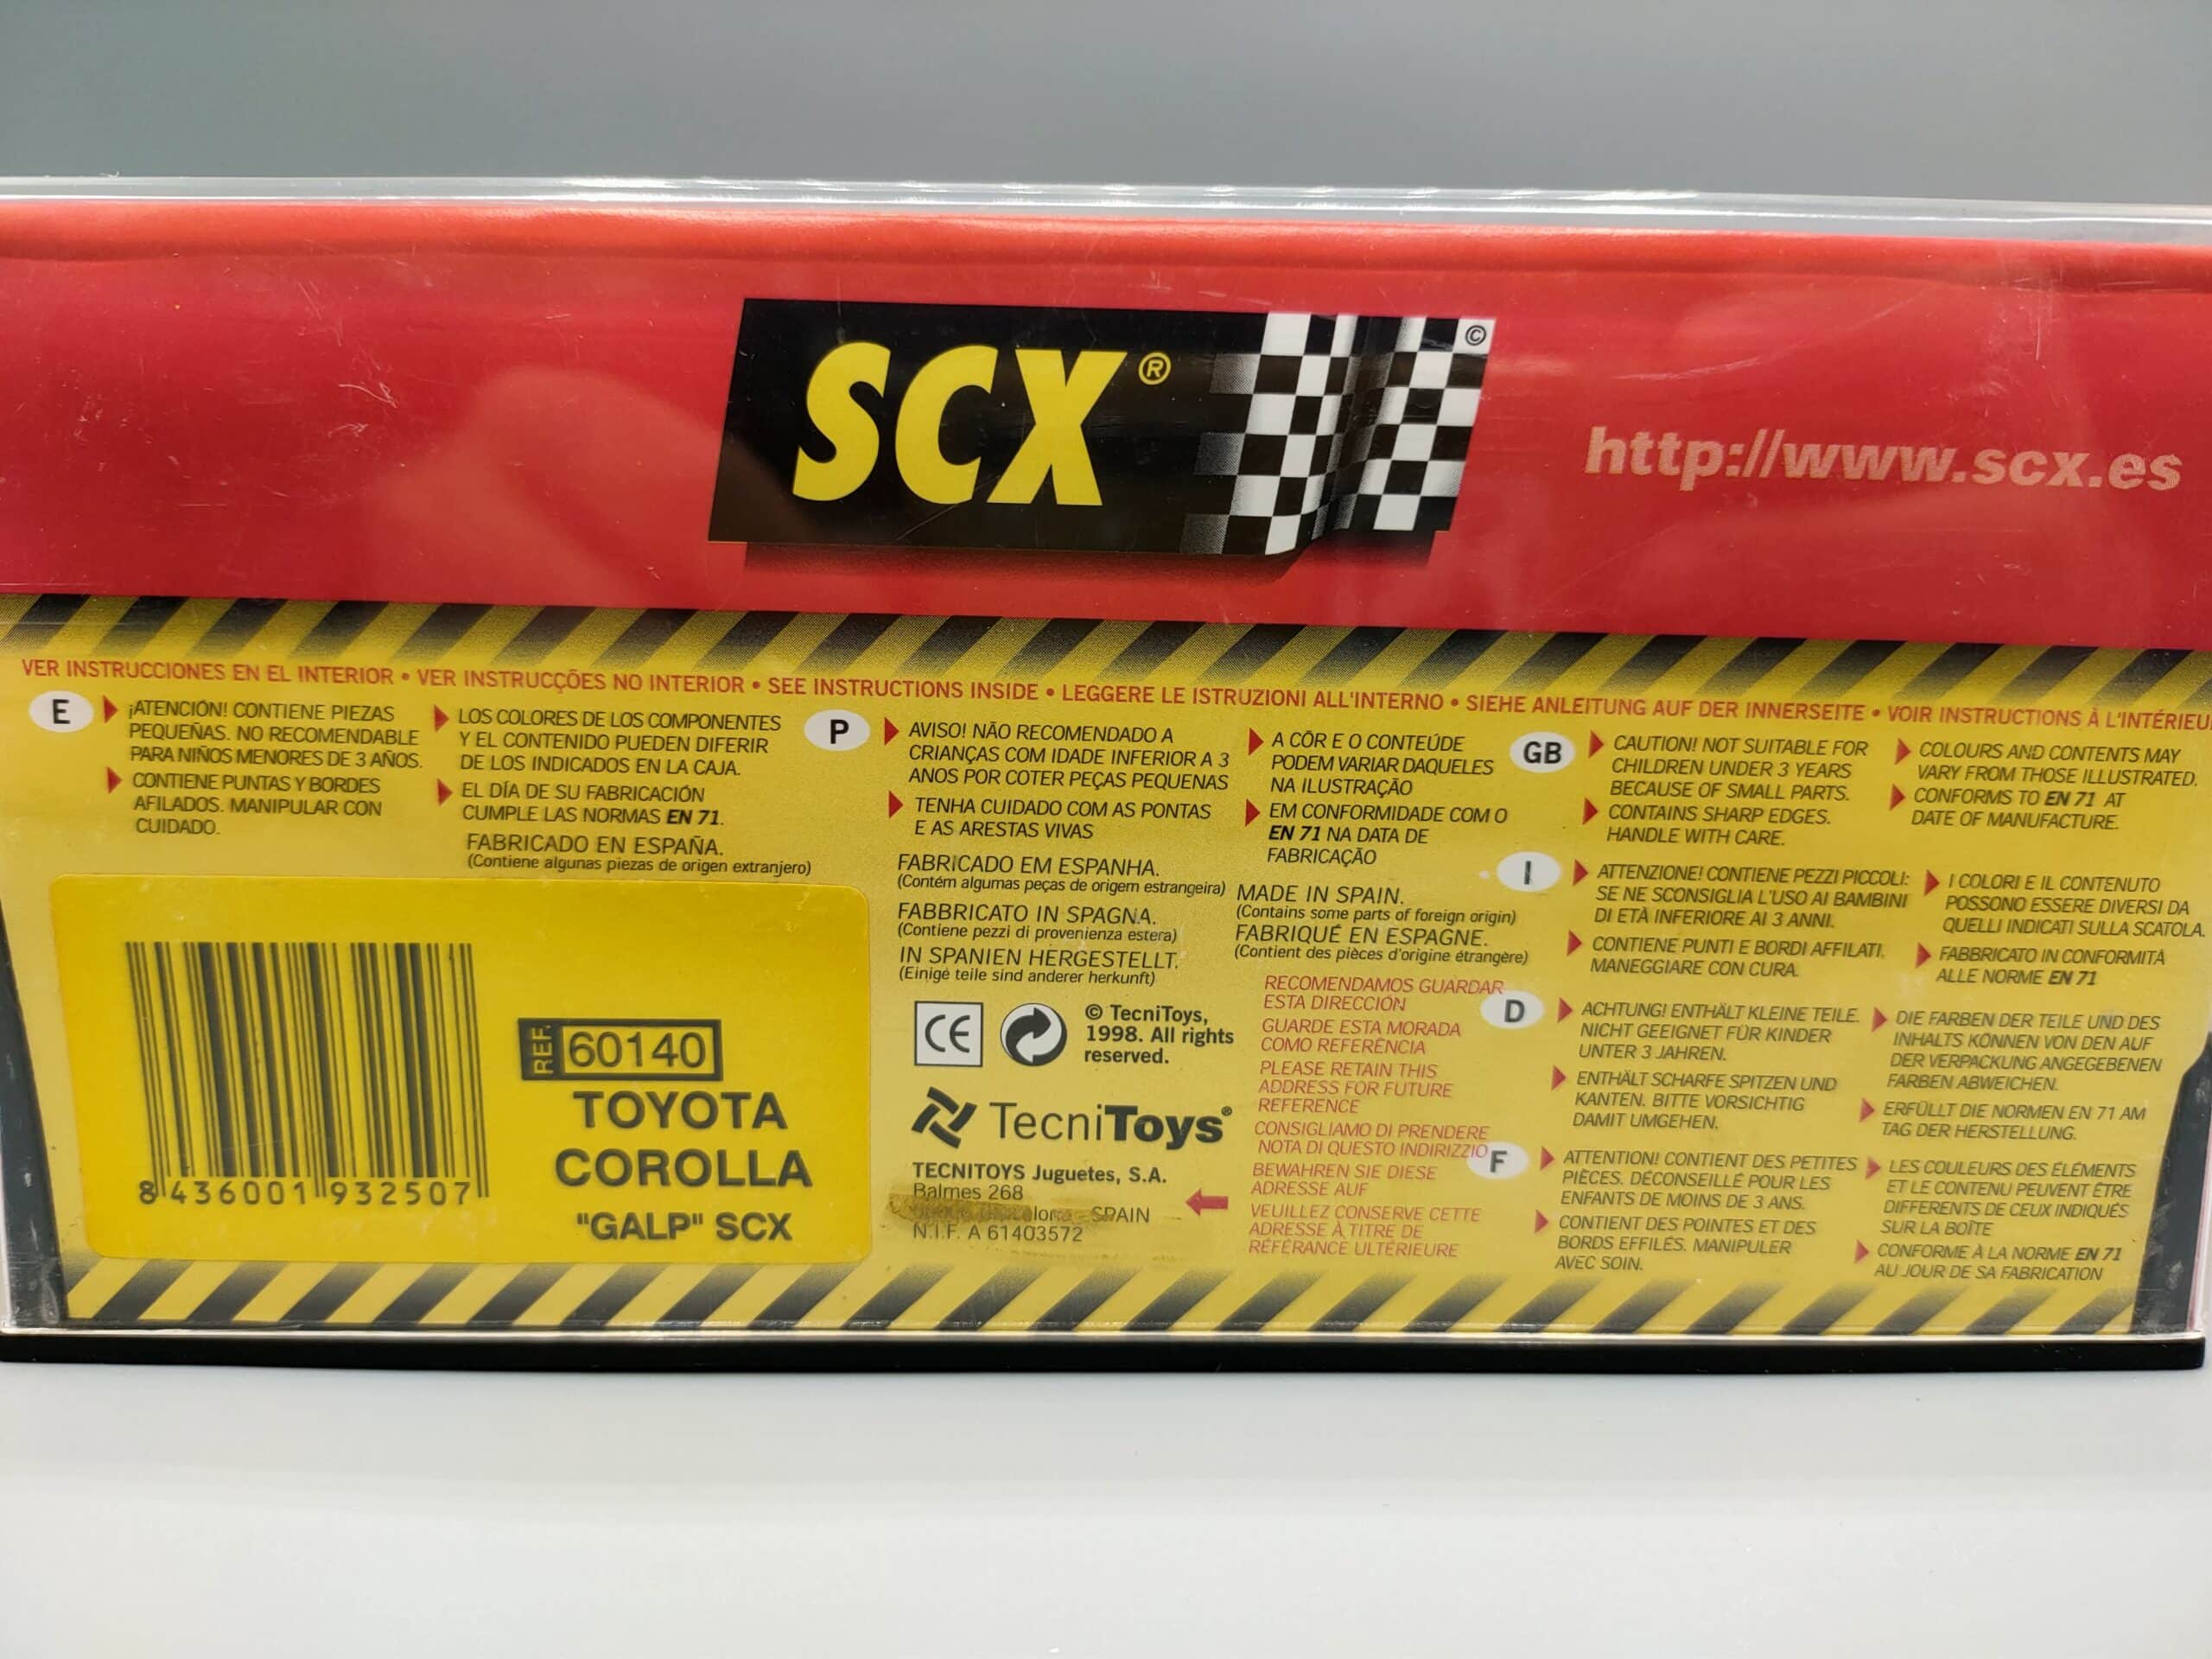 SCX®
©
http://www.scx.es
VER INSTRUCCIONES EN EL INTERIOR • VER INSTRUCÇÕES NO INTERIOR • SEE INSTRUCTIONS INSIDE • LEGGERE LE ISTRUZIONI ALL'INTERNO • SIEHE ANLEITUNG AUF DER INNERSEITE • VOIR INSTRUCTIONS À L'INTÉRIEU
E
¡ATENCIÓN! CONTIENE PIEZAS
PEQUEÑAS. NO RECOMENDABLE
PARA NIÑOS MENORES DE 3 AÑOS.
CONTIENE PUNTAS Y BORDES
AFILADOS. MANIPULAR CON
CUIDADO.
LOS COLORES DE LOS COMPONENTES
Y EL CONTENIDO PUEDEN DIFERIR
DE LOS INDICADOS EN LA CAJA.
EL DÍA DE SU FABRICACIÓN
CUMPLE LAS NORMAS EN 71.
FABRICADO EN ESPAÑA.
(Contiene algunas piezas de origen extranjero)
8 436001 932507
REF. 60140
TOYOTA
COROLLA
"GALP" SCX
P
AVISO! NÃO RECOMENDADO A
CRIANÇAS COM IDADE INFERIOR A 3
ANOS POR COTER PEÇAS PEQUENAS
TENHA CUIDADO COM AS PONTAS
E AS ARESTAS VIVAS
A CÕR E O CONTEÚDE
PODEM VARIAR DAQUELES
NA ILUSTRAÇÃO
EM CONFORMIDADE COM O
EN 71 NA DATA DE
FABRICAÇÃO
FABRICADO EM ESPANHA.
(Contém algumas peças de origem estrangeira)
FABBRICATO IN SPAGNA.
(Contiene pezzi di provenienza estera)
IN SPANIEN HERGESTELLT.
(Einige teile sind anderer herkunft)
MADE IN SPAIN.
(Contains some parts of foreign origin)
FABRIQUÉ EN ESPAGNE.
(Contient des pièces d'origine étrangère)
CE
© TecniToys,
1998. All rights
reserved.
TecniToys®
TECNITOYS Juguetes, S.A.
Balmes 268
SPAIN
N.I.F. A 61403572
RECOMENDAMOS GUARDAR
ESTA DIRECCIÓN
GUARDE ESTA MORADA
COMO REFERÊNCIA
PLEASE RETAIN THIS
ADDRESS FOR FUTURE
REFERENCE
CONSIGLIAMO DI PRENDERE
NOTA DI QUESTO INDIRIZZIO
BEWAHREN SIE DIESE
ADRESSE AUF
VEUILLEZ CONSERVE CETTE
ADRESSE À TITRE DE
RÉFÉRANCE ULTÉRIEURE
GB
CAUTION! NOT SUITABLE FOR
CHILDREN UNDER 3 YEARS
BECAUSE OF SMALL PARTS.
CONTAINS SHARP EDGES.
HANDLE WITH CARE.
COLOURS AND CONTENTS MAY
VARY FROM THOSE ILLUSTRATED.
CONFORMS TO EN 71 AT
DATE OF MANUFACTURE.
I
ATTENZIONE! CONTIENE PEZZI PICCOLI:
SE NE SCONSIGLIA L'USO AI BAMBINI
DI ETÀ INFERIORE AI 3 ANNI.
CONTIENE PUNTI E BORDI AFFILATI.
MANEGGIARE CON CURA.
I COLORI E IL CONTENUTO
POSSONO ESSERE DIVERSI DA
QUELLI INDICATI SULLA SCATOLA.
FABBRICATO IN CONFORMITÀ
ALLE NORME EN 71
D
ACHTUNG! ENTHÄLT KLEINE TEILE.
NICHT GEEIGNET FÜR KINDER
UNTER 3 JAHREN.
ENTHÄLT SCHARFE SPITZEN UND
KANTEN. BITTE VORSICHTIG
DAMIT UMGEHEN.
DIE FARBEN DER TEILE UND DES
INHALTS KÖNNEN VON DEN AUF
DER VERPACKUNG ANGEGEBENEN
FARBEN ABWEICHEN.
ERFÜLLT DIE NORMEN EN 71 AM
TAG DER HERSTELLUNG.
F
ATTENTION! CONTIENT DES PETITES
PIÈCES. DÉCONSEILLÉ POUR LES
ENFANTS DE MOINS DE 3 ANS.
CONTIENT DES POINTES ET DES
BORDS EFFILÉS. MANIPULER
AVEC SOIN.
LES COULEURS DES ÉLÉMENTS
ET LE CONTENU PEUVENT ÊTRE
DIFFERENTS DE CEUX INDIQUÉS
SUR LA BOÎTE
CONFORME À LA NORME EN 71
AU JOUR DE SA FABRICATION